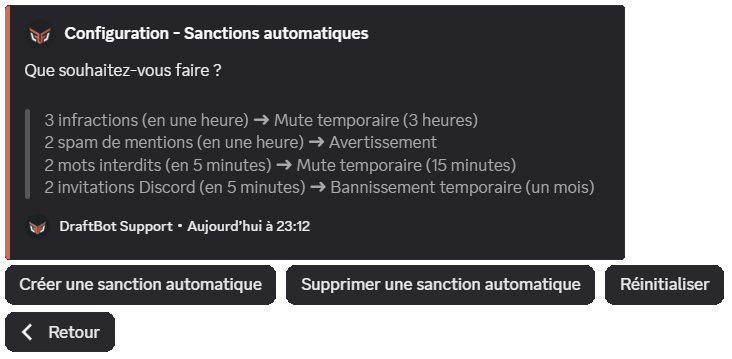 Configuration - Sanctions automatiques
Que souhaitez-vous faire ?
3 infractions (en une heure) ➜ Mute temporaire (3 heures)
2 spam de mentions (en une heure) ➜ Avertissement
2 mots interdits (en 5 minutes) ➜ Mute temporaire (15 minutes)
2 invitations Discord (en 5 minutes) ➜ Bannissement temporaire (un mois)
DraftBot Support • Aujourd'hui à 23:12
Créer une sanction automatique
Supprimer une sanction automatique
Réinitialiser
Retour